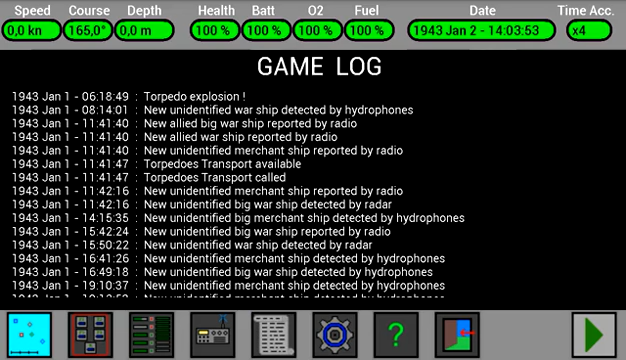 Speed Course Depth Health Batt O2 Fuel Date Time Acc.
0,0 kn 165,0° 0,0 m 100 % 100 % 100 % 100 % 1943 Jan 2 - 14:03:53 x4
GAME LOG
1943 Jan 1 - 06:18:49 : Torpedo explosion !
1943 Jan 1 - 08:14:01 : New unidentified war ship detected by hydrophones
1943 Jan 1 - 11:41:40 : New allied big war ship reported by radio
1943 Jan 1 - 11:41:40 : New allied war ship reported by radio
1943 Jan 1 - 11:41:40 : New unidentified merchant ship reported by radio
1943 Jan 1 - 11:41:47 : Torpedoes Transport available
1943 Jan 1 - 11:41:47 : Torpedoes Transport called
1943 Jan 1 - 11:42:16 : New unidentified merchant ship reported by radio
1943 Jan 1 - 11:42:16 : New unidentified big war ship detected by radar
1943 Jan 1 - 14:15:35 : New unidentified big merchant ship detected by hydrophones
1943 Jan 1 - 15:42:24 : New unidentified big war ship reported by radio
1943 Jan 1 - 15:50:22 : New unidentified war ship detected by radar
1943 Jan 1 - 16:41:26 : New unidentified merchant ship detected by hydrophones
1943 Jan 1 - 16:49:18 : New unidentified big war ship detected by hydrophones
1943 Jan 1 - 19:10:37 : New unidentified big war ship detected by hydrophones
?